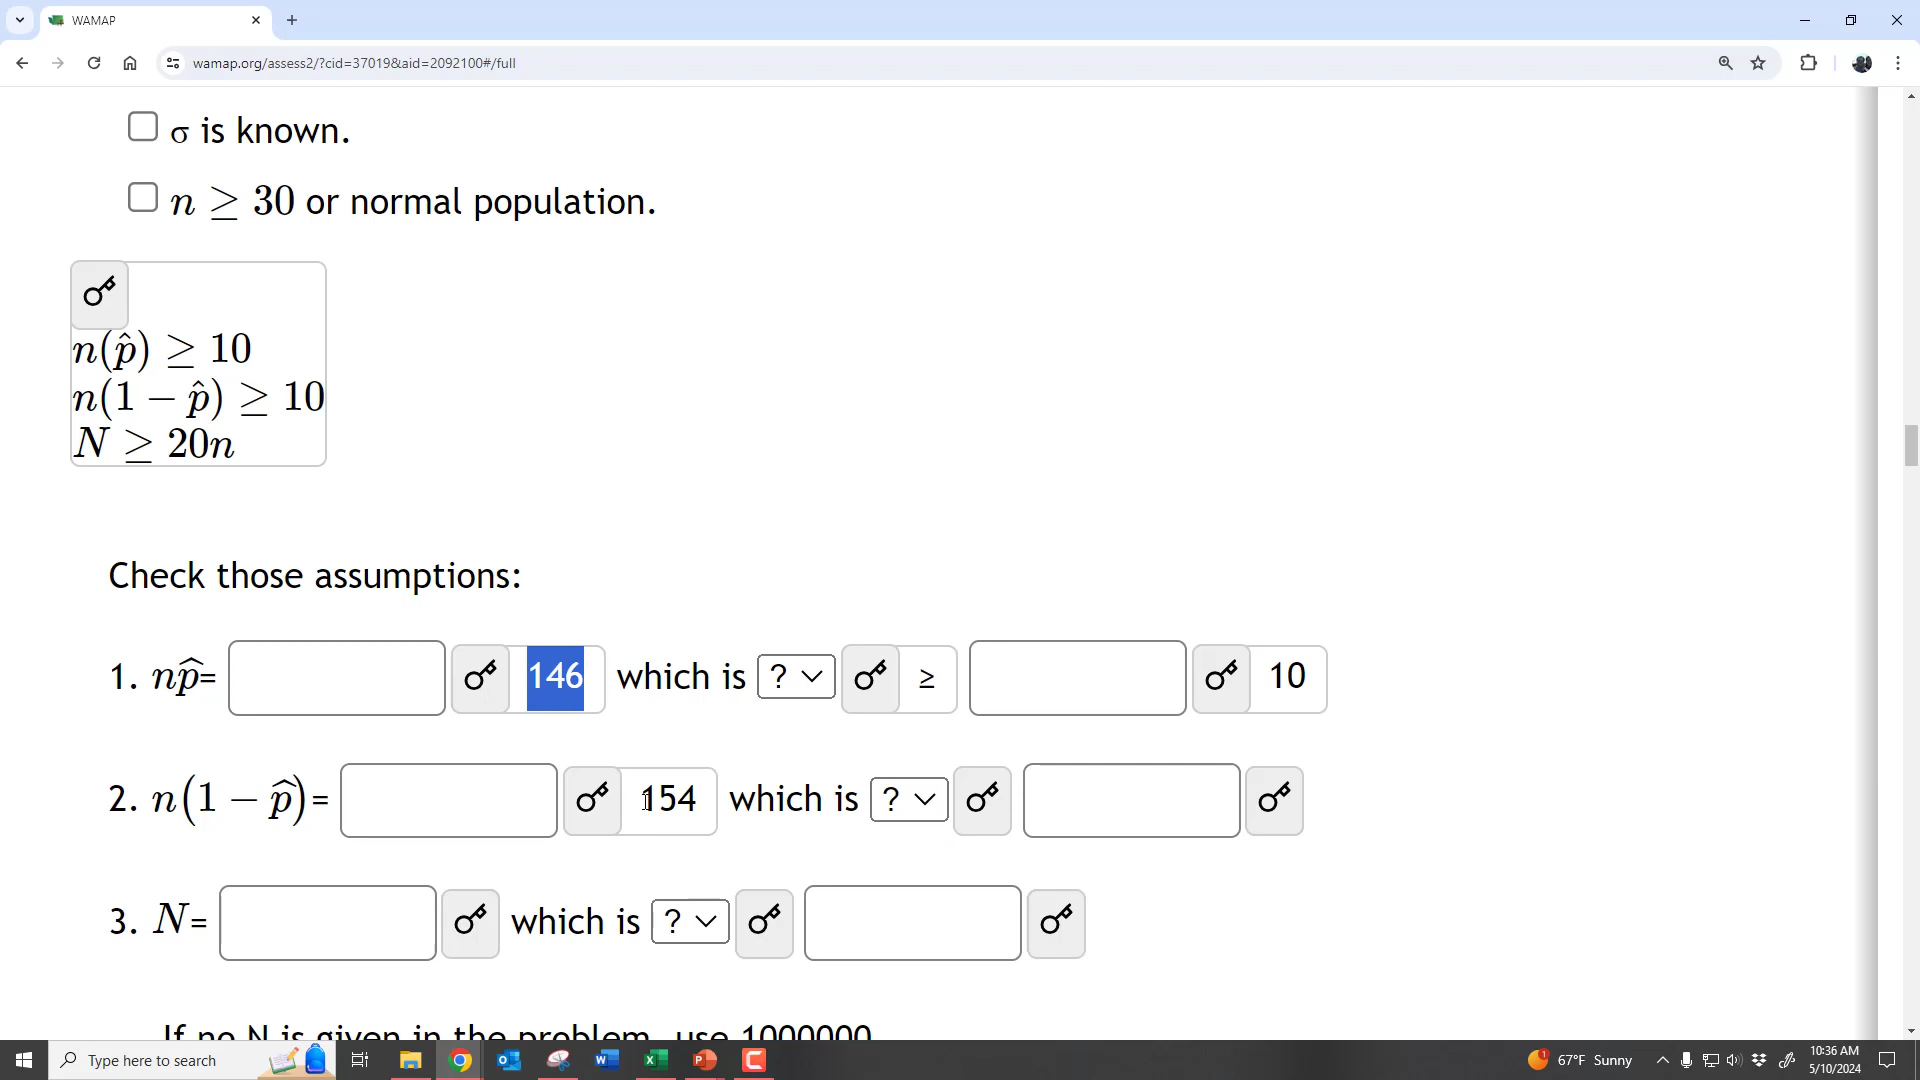 WAMAP
wamap.org/assess2/?cid=37019&aid=2092100#/full
σ is known.
n ≥ 30 or normal population.
n(p̂) ≥ 10
n(1 − p̂) ≥ 10
N ≥ 20n
Check those assumptions:
1. np̂= 146 which is ? ≥ 10
2. n(1 − p̂)= 154 which is ?
3. N= which is ?
If no N is given in the problem, use 1000000
Type here to search
67°F Sunny
10:36 AM
5/10/2024